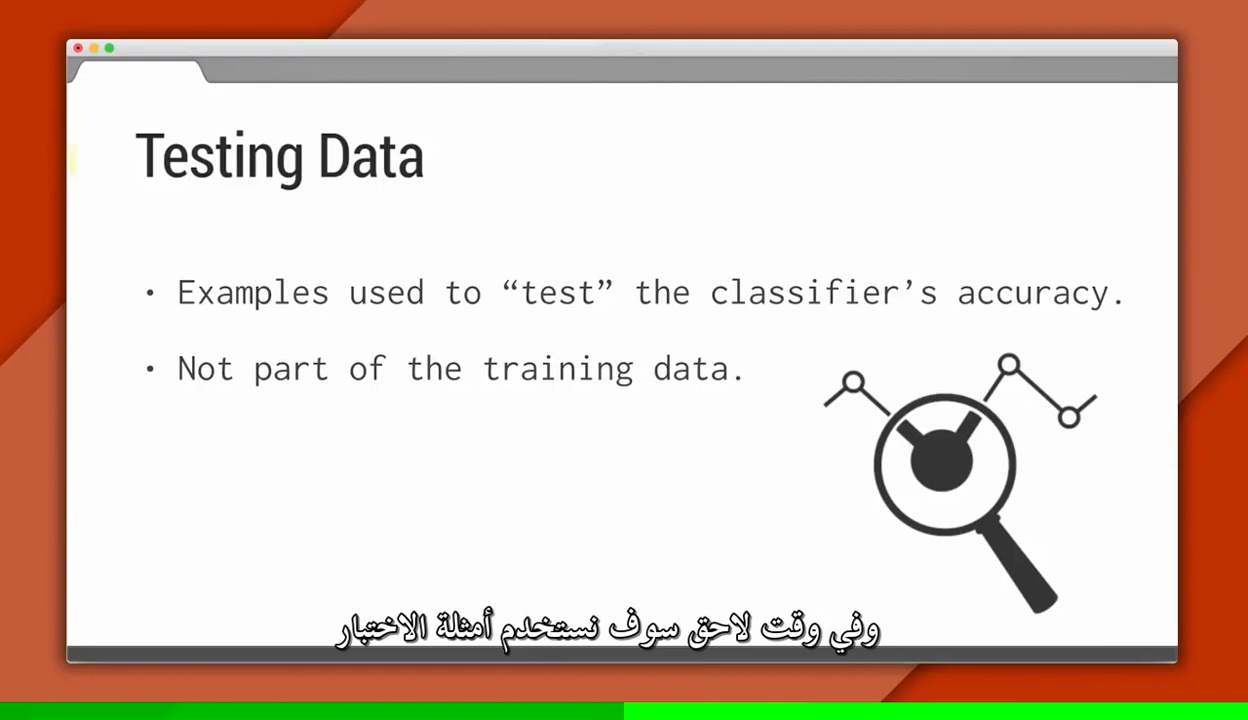 Testing Data
• Examples used to “test” the classifier’s accuracy.
• Not part of the training data.
وفي وقت لاحق سوف نستخدم أمثلة الاختبار